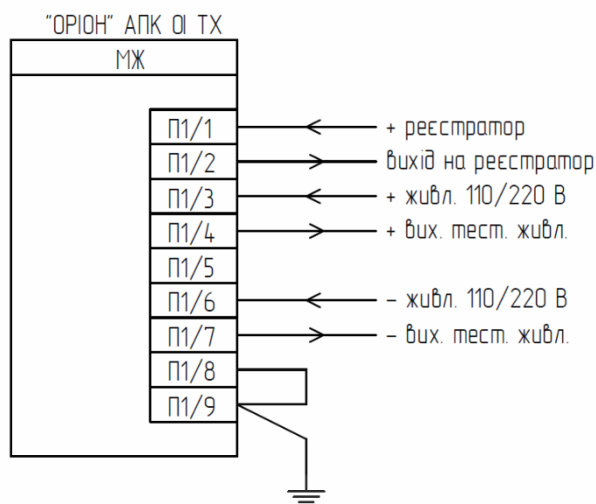 "ОРІОН" АПК 01 ТХ
МЖ
П1/1 + реєстратор
П1/2 вихід на реєстратор
П1/3 + живл. 110/220 В
П1/4 + вих. тест. живл.
П1/5
П1/6 – живл. 110/220 В
П1/7 – вих. тест. живл.
П1/8
П1/9